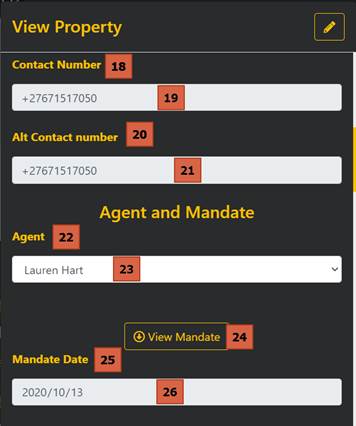 View Property
Contact Number 18
+27671517050 19
Alt Contact number 20
+27671517050 21
Agent and Mandate
Agent 22
Lauren Hart 23
View Mandate 24
Mandate Date 25
2020/10/13 26